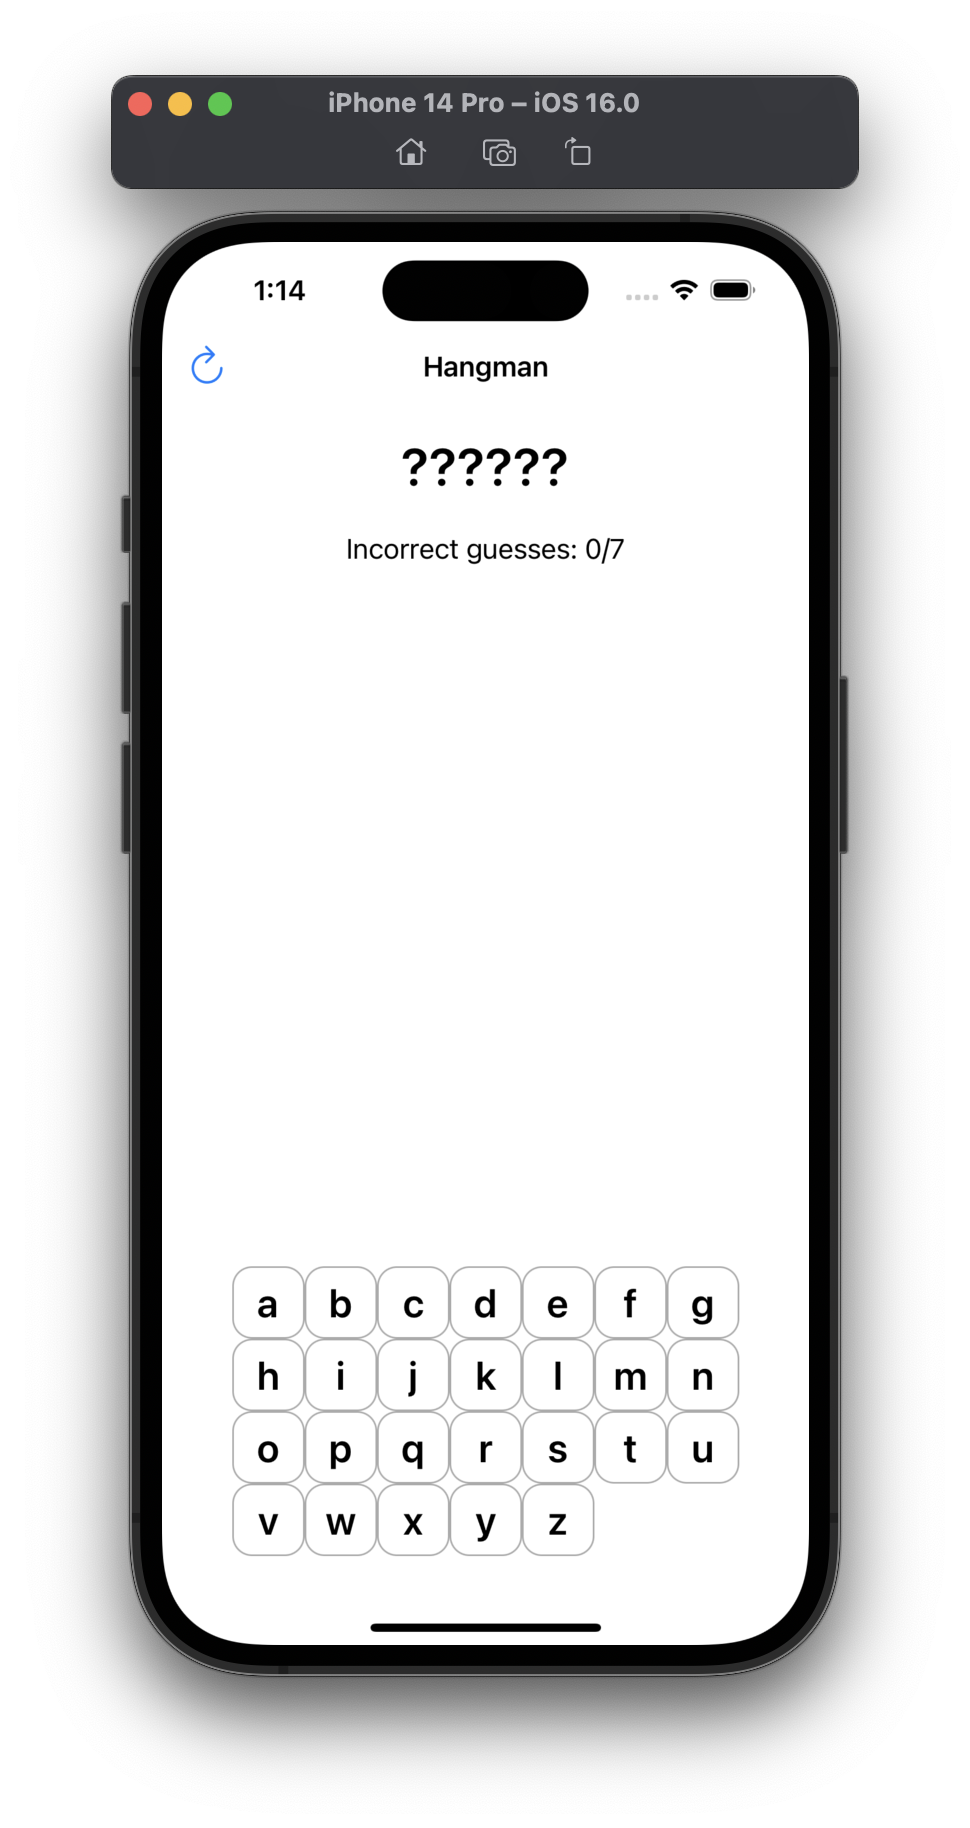 iPhone 14 Pro – iOS 16.0
1:14
Hangman
??????
Incorrect guesses: 0/7
a b c d e f g
h i j k l m n
o p q r s t u
v w x y z